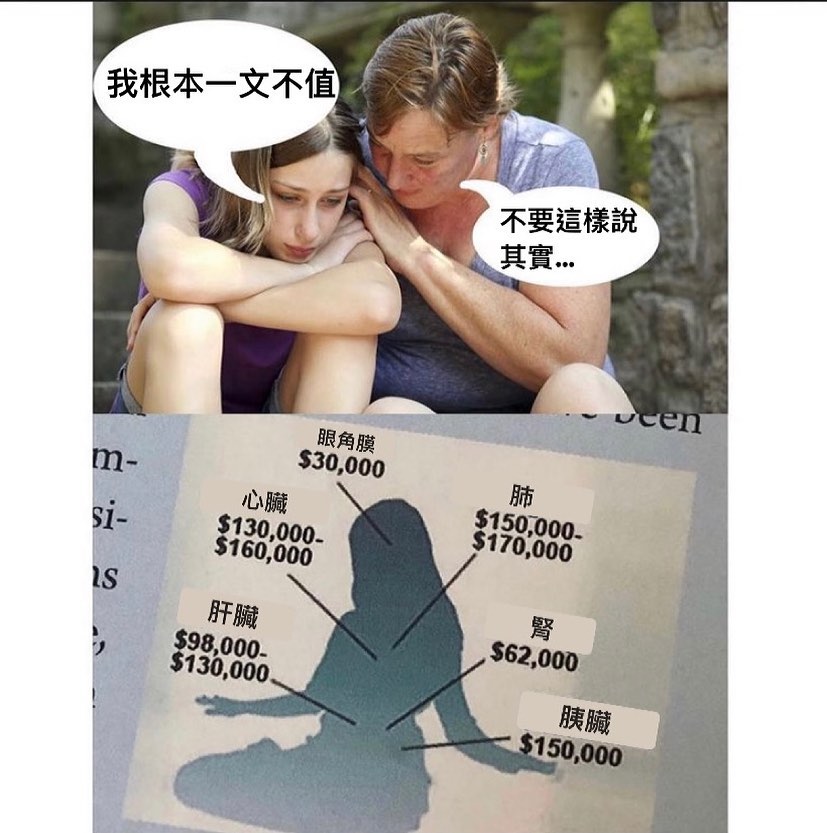 我根本一文不值
不要這樣說
其實...
been
m-
si-
眼角膜
$30,000
心臟
$130,000-
$160,000
肺
$150,000-
$170,000
肝臟
$98,000-
$130,000
腎
$62,000
胰臟
$150,000